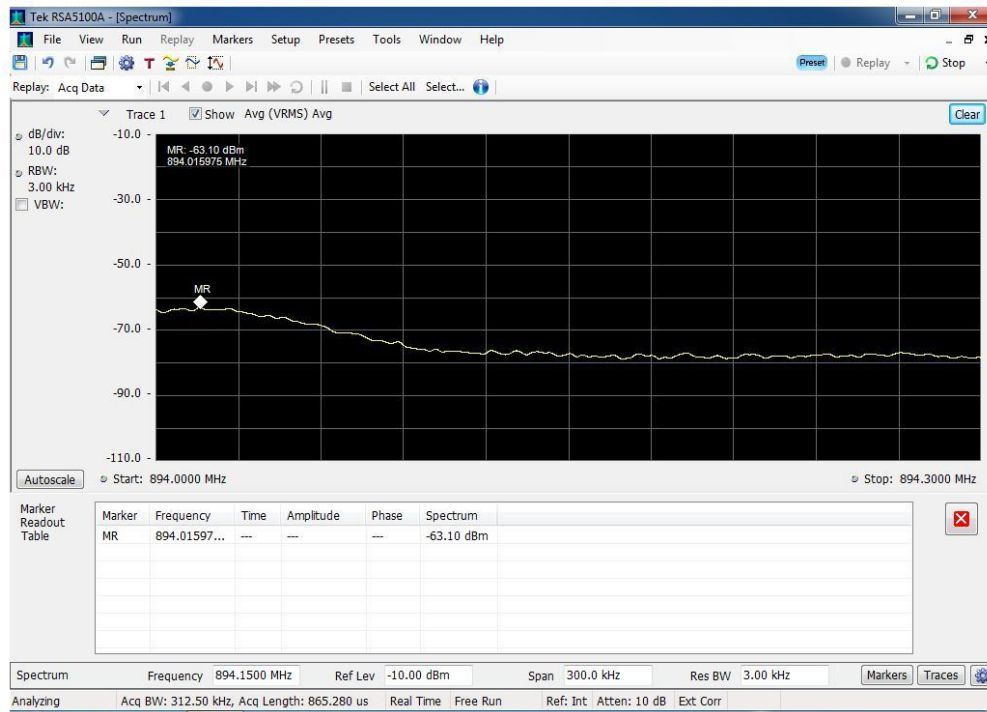 Tek RSA5100A - [Spectrum]
File View Run Replay Markers Setup Presets Tools Window Help
T Preset Replay Stop
Replay: Acq Data Select All Select...
Trace 1 Show Avg (VRMS) Avg Clear
dB/div:
10.0 dB
RBW:
3.00 kHz
VBW:
-10.0
-30.0
-50.0
-70.0
-90.0
-110.0
MR: -63.10 dBm
894.015975 MHz
MR
Autoscale Start: 894.0000 MHz Stop: 894.3000 MHz
Marker
Readout
Table
Marker Frequency Time Amplitude Phase Spectrum
MR 894.01597... --- --- --- -63.10 dBm
Spectrum Frequency 894.1500 MHz Ref Lev -10.00 dBm Span 300.0 kHz Res BW 3.00 kHz Markers Traces
Analyzing Acq BW: 312.50 kHz, Acq Length: 865.280 us Real Time Free Run Ref: Int Atten: 10 dB Ext Corr